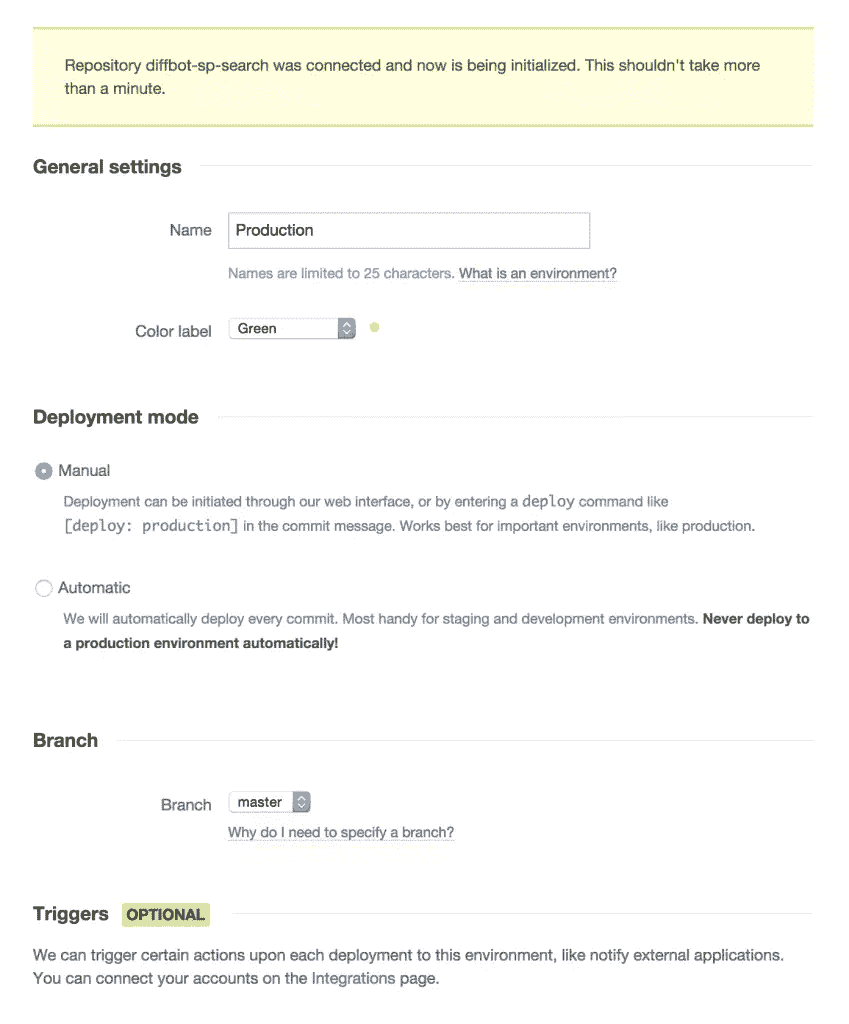 Repository diffbot-sp-search was connected and now is being initialized. This shouldn't take more
than a minute.
General settings
Name Production
Names are limited to 25 characters. What is an environment?
Color label Green
Deployment mode
Manual
Deployment can be initiated through our web interface, or by entering a deploy command like
[deploy: production] in the commit message. Works best for important environments, like production.
Automatic
We will automatically deploy every commit. Most handy for staging and development environments. Never deploy to
a production environment automatically!
Branch
Branch master
Why do I need to specify a branch?
Triggers OPTIONAL
We can trigger certain actions upon each deployment to this environment, like notify external applications.
You can connect your accounts on the Integrations page.